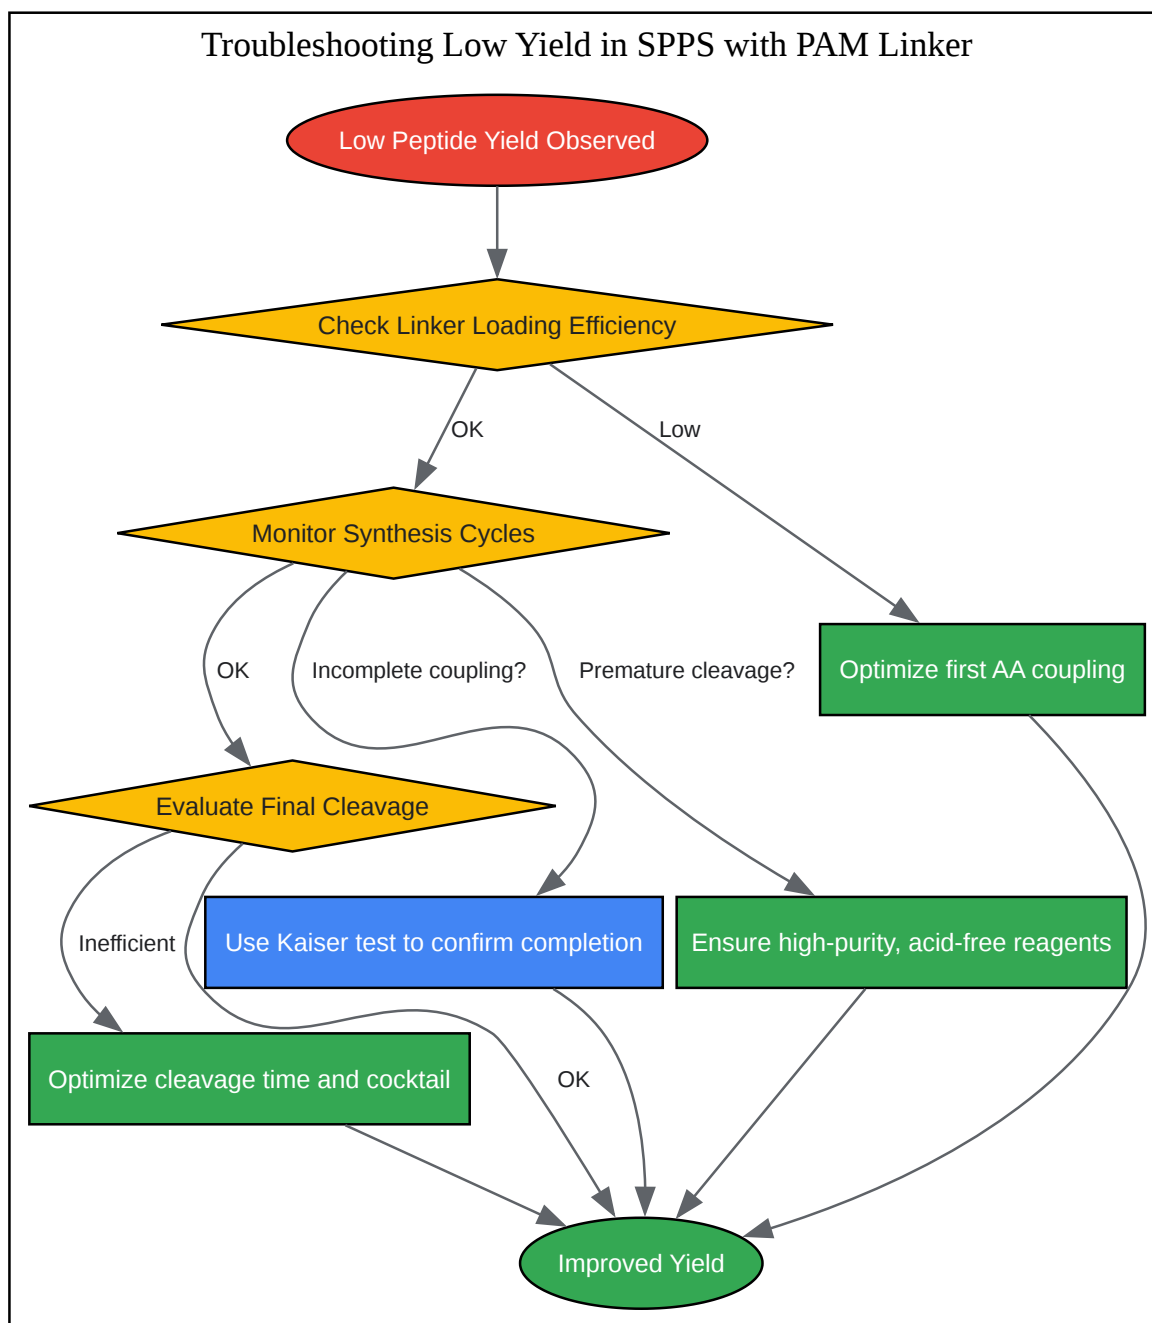 Troubleshooting Low Yield in SPPS with PAM Linker
Low Peptide Yield Observed
Check Linker Loading Efficiency
OK
Low
Monitor Synthesis Cycles
OK
Incomplete coupling?
Premature cleavage?
Optimize first AA coupling
Evaluate Final Cleavage
Inefficient
Use Kaiser test to confirm completion
Ensure high-purity, acid-free reagents
Optimize cleavage time and cocktail
OK
Improved Yield